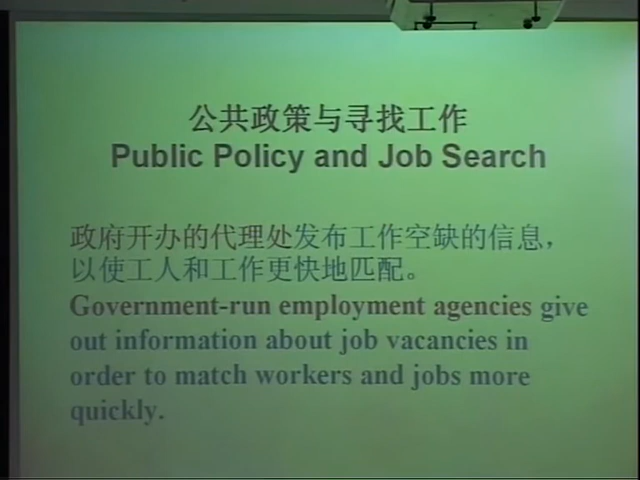 公共政策与寻找工作
Public Policy and Job Search
政府开办的代理处发布工作空缺的信息，
以使工人和工作更快地匹配。
Government-run employment agencies give
out information about job vacancies in
order to match workers and jobs more
quickly.